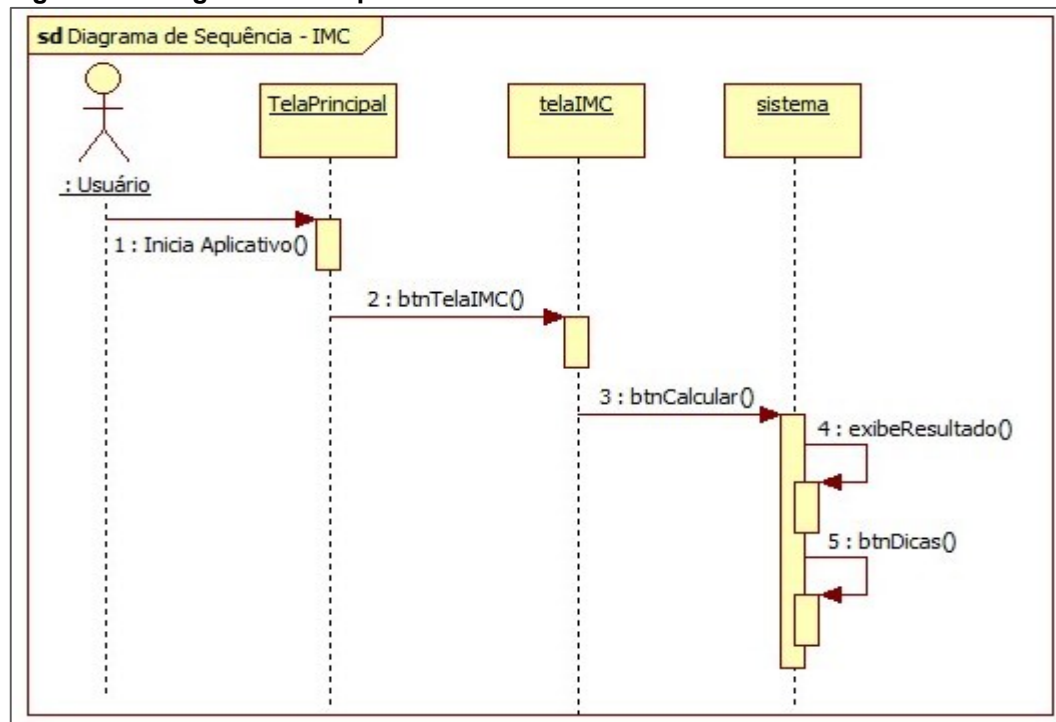 sd Diagrama de Sequência - IMC
TelaPrincipal
telaIMC
sistema
: Usuário
1 : Inicia Aplicativo()
2 : btnTelaIMC()
3 : btnCalcular()
4 : exibeResultado()
5 : btnDicas()